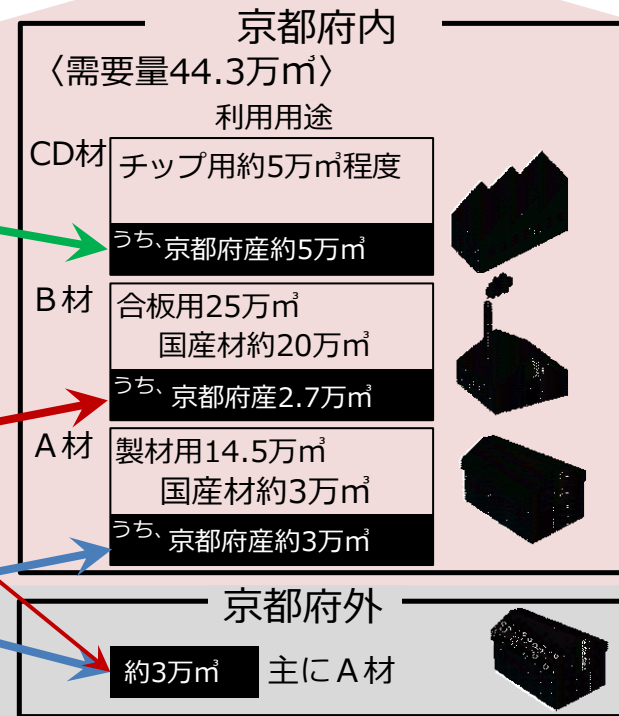 京都府内
〈需要量44.3万㎥〉
利用用途
CD材
チップ用約5万㎥程度
うち、京都府産約5万㎥
B材
合板用25万㎥
国産材約20万㎥
うち、京都府産2.7万㎥
A材
製材用14.5万㎥
国産材約3万㎥
うち、京都府産約3万㎥
京都府外
約3万㎥ 主にA材